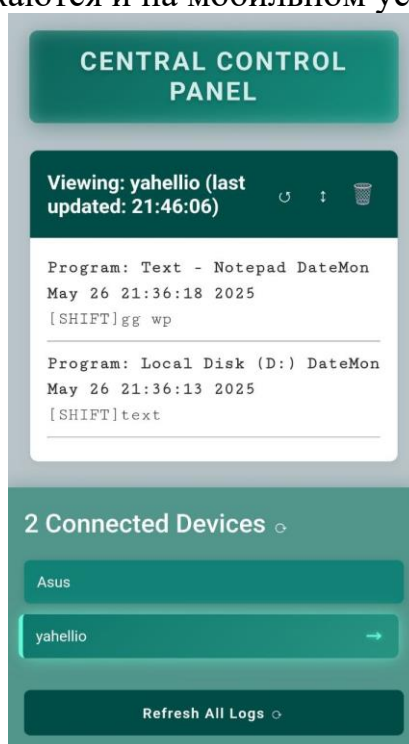 CENTRAL CONTROL
PANEL
Viewing: yahellio (last
updated: 21:46:06)
Program: Text - Notepad DateMon
May 26 21:36:18 2025
[SHIFT]gg wp
Program: Local Disk (D:) DateMon
May 26 21:36:13 2025
[SHIFT]text
2 Connected Devices
Asus
yahellio →
Refresh All Logs